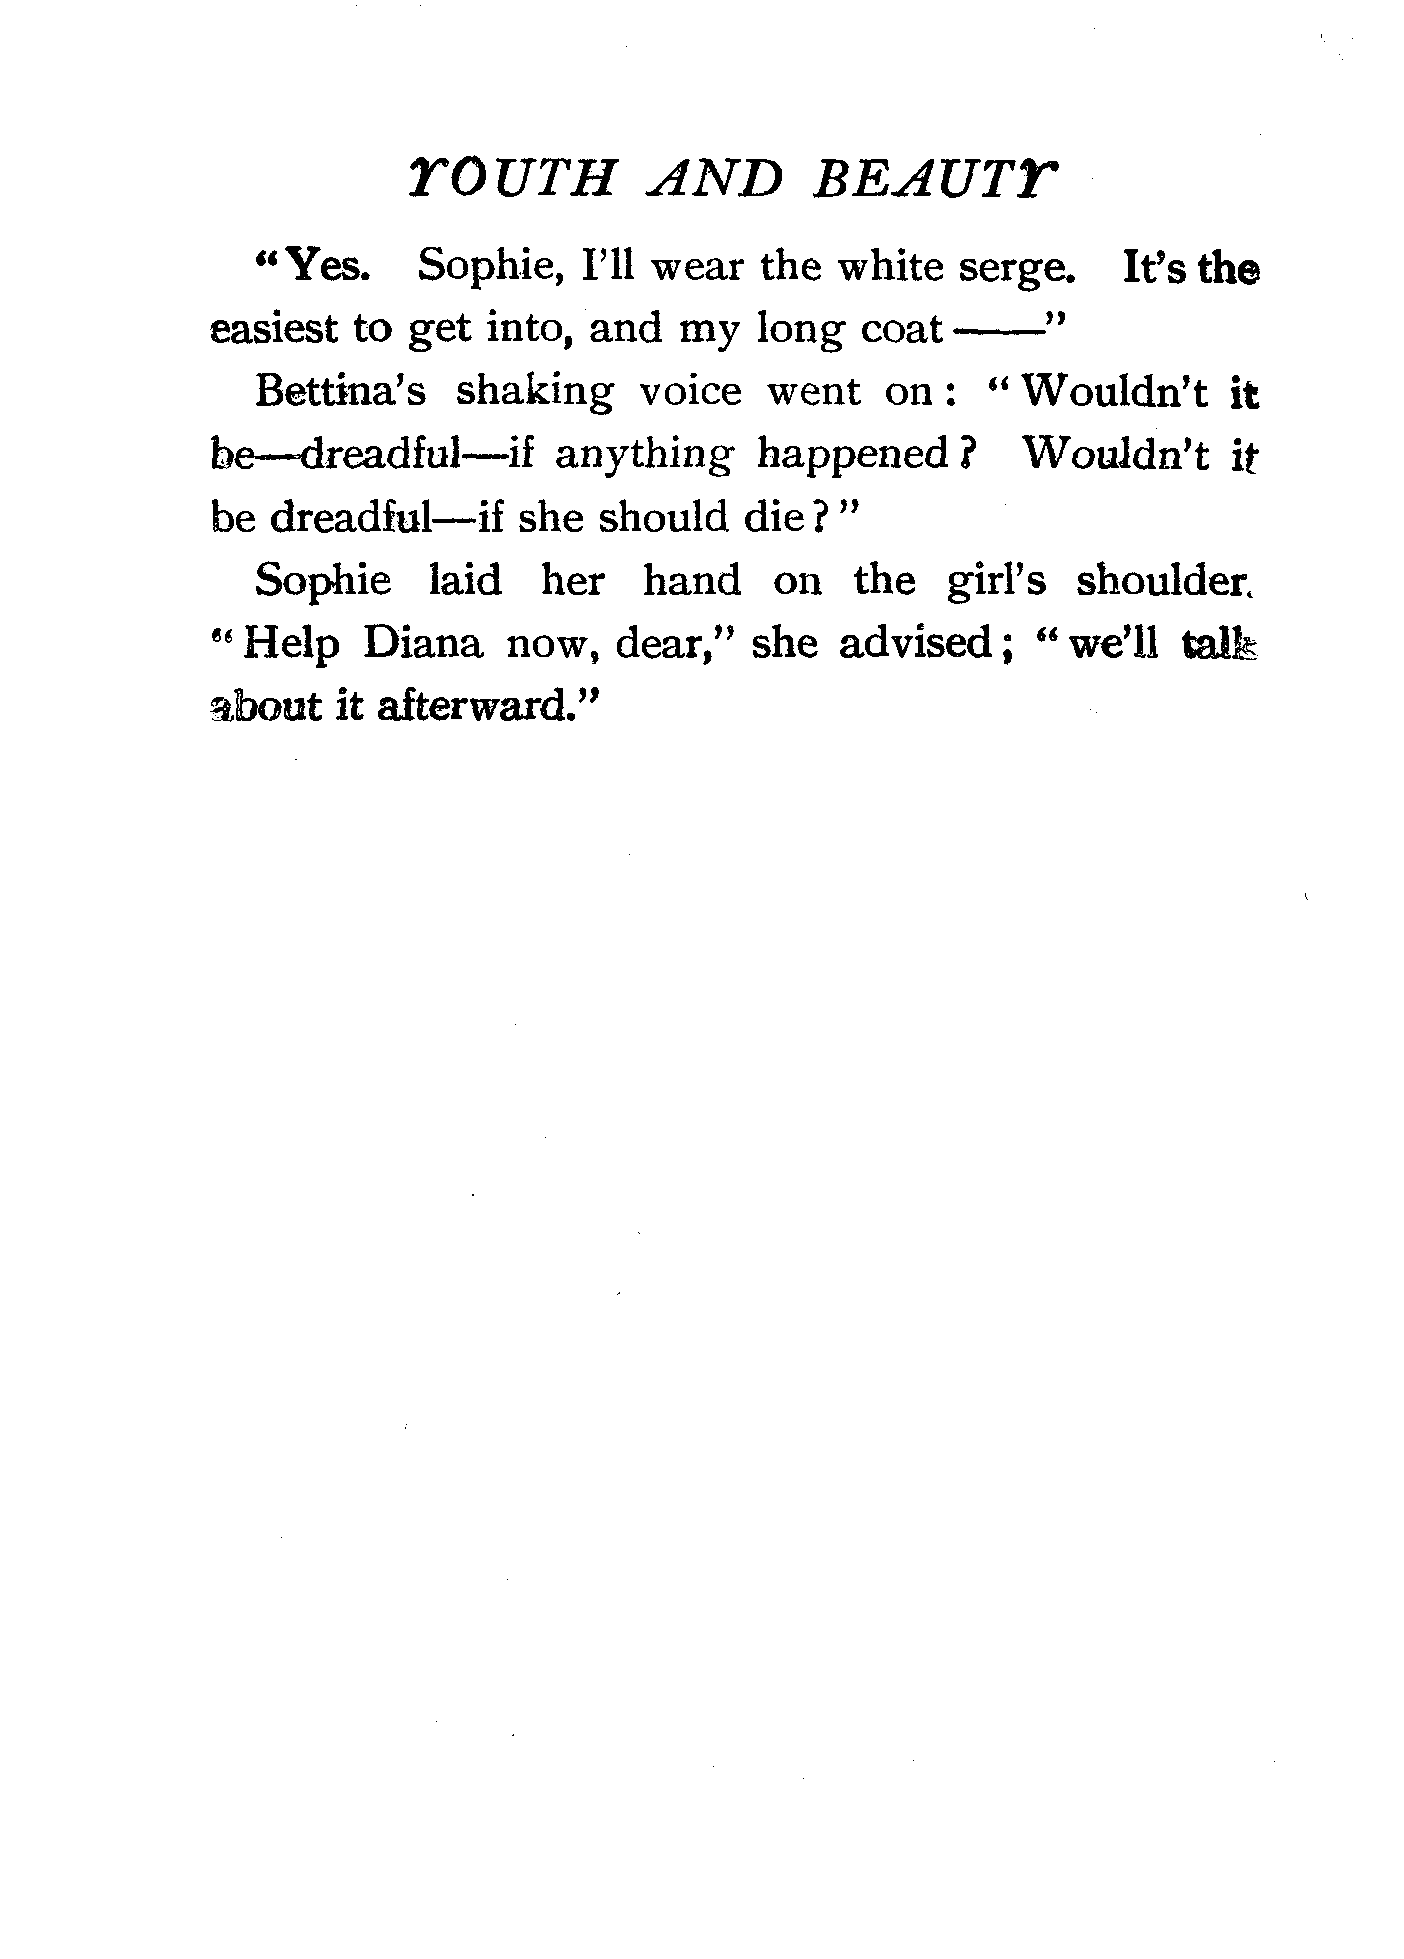 YOUTH AND BEAUTY
“Yes. Sophie, I’ll wear the white serge. It’s the
easiest to get into, and my long coat——”
Bettina’s shaking voice went on: “Wouldn’t it
be—dreadful—if anything happened? Wouldn’t it
be dreadful—if she should die?”
Sophie laid her hand on the girl’s shoulder.
“Help Diana now, dear,” she advised; “we’ll talk
about it afterward.”